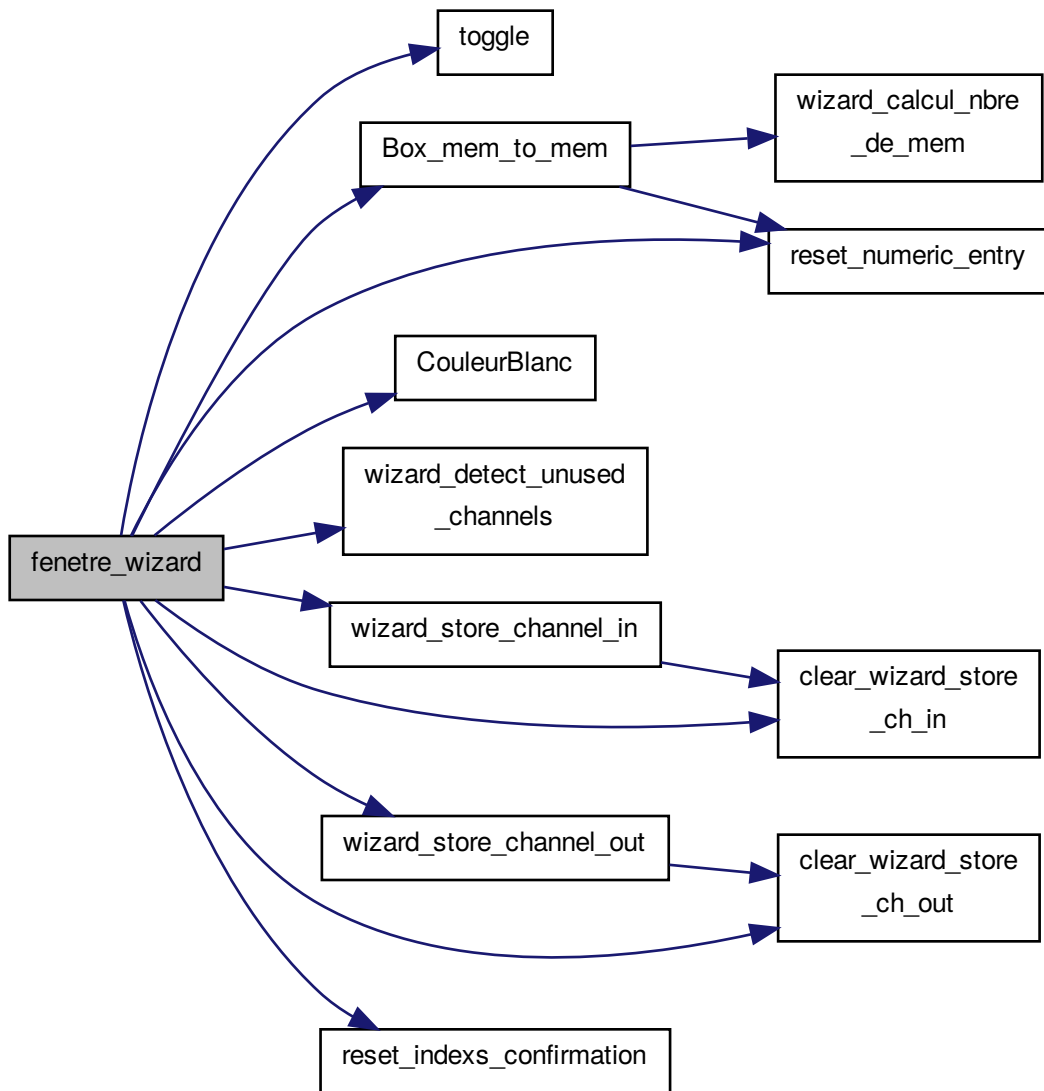 toggle
wizard_calcul_nbre
_de_mem
Box_mem_to_mem
reset_numeric_entry
CouleurBlanc
wizard_detect_unused
_channels
fenetre_wizard
wizard_store_channel_in
clear_wizard_store
_ch_in
wizard_store_channel_out
clear_wizard_store
_ch_out
reset_indexs_confirmation